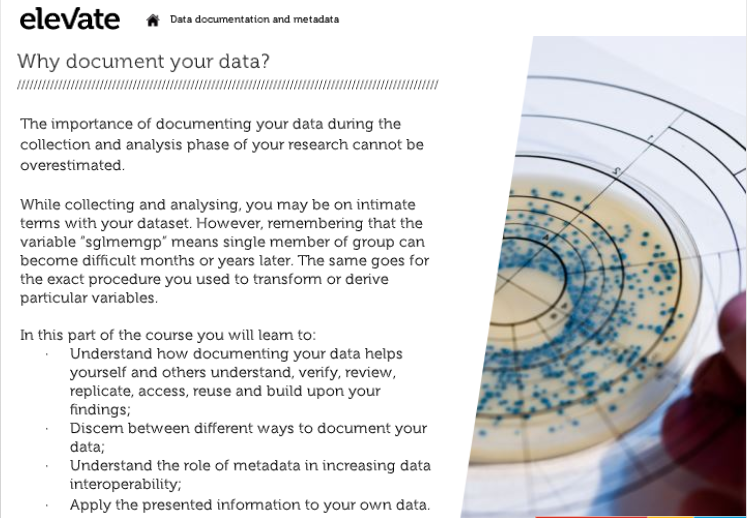 elevate
Data documentation and metadata
Why document your data?
The importance of documenting your data during the
collection and analysis phase of your research cannot be
overestimated.
While collecting and analysing, you may be on intimate
terms with your dataset. However, remembering that the
variable "sglmemgp" means single member of group can
become difficult months or years later. The same goes for
the exact procedure you used to transform or derive
particular variables.
In this part of the course you will learn to:
· Understand how documenting your data helps
yourself and others understand, verify, review,
replicate, access, reuse and build upon your
findings;
· Discern between different ways to document your
data;
· Understand the role of metadata in increasing data
interoperability;
· Apply the presented information to your own data.